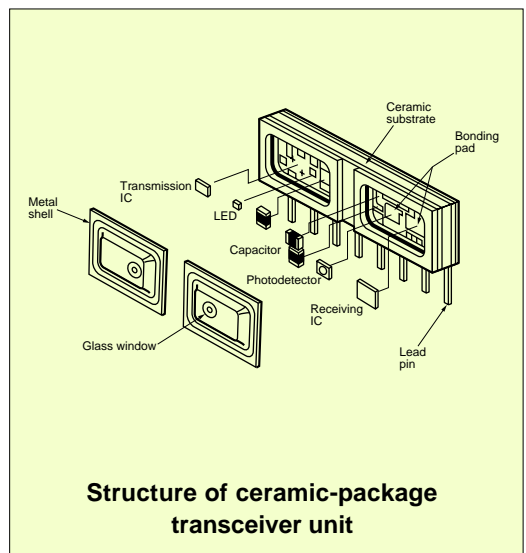 Ceramic
substrate
Bonding
pad
Transmission
IC
LED
Metal
shell
Capacitor
Photodetector
Receiving
IC
Glass window
Lead
pin
Structure of ceramic-package
transceiver unit